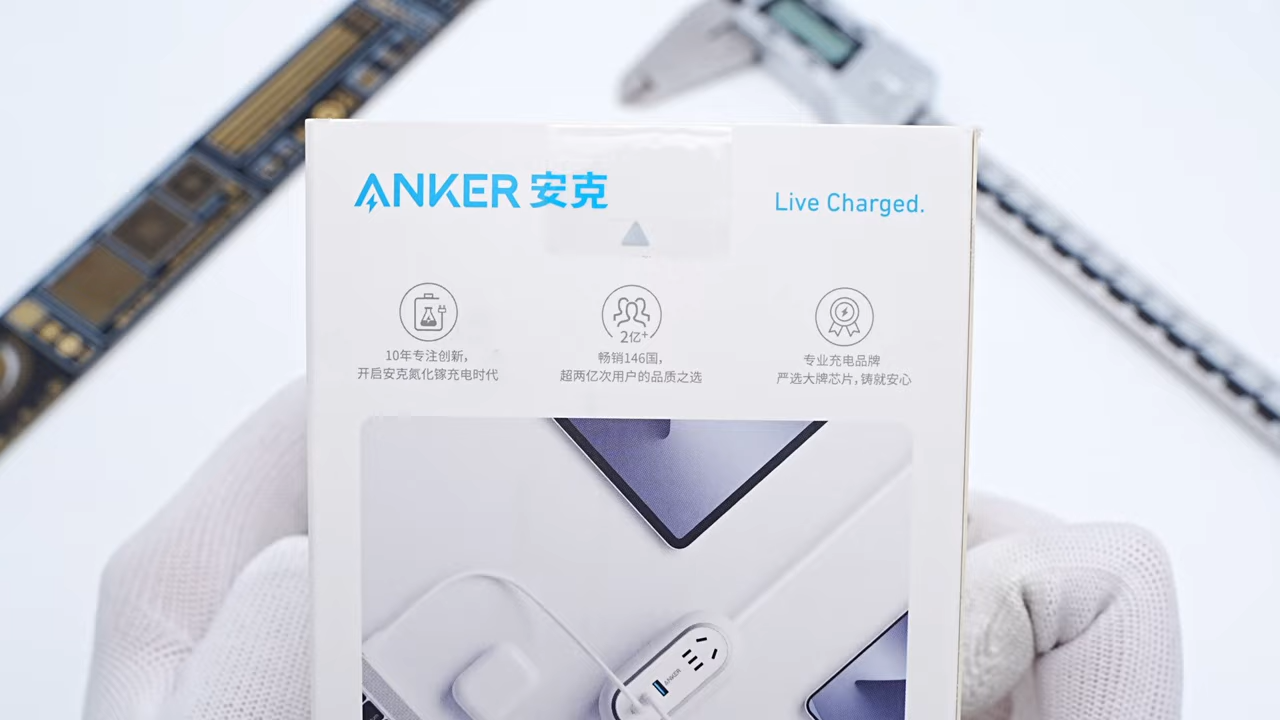 ANKER 安克
Live Charged.
2亿+
10年专注创新，
开启安克氮化镓充电时代
畅销146国，
超两亿次用户的品质之选
专业充电品牌
严选大牌芯片，铸就安心
ANKER